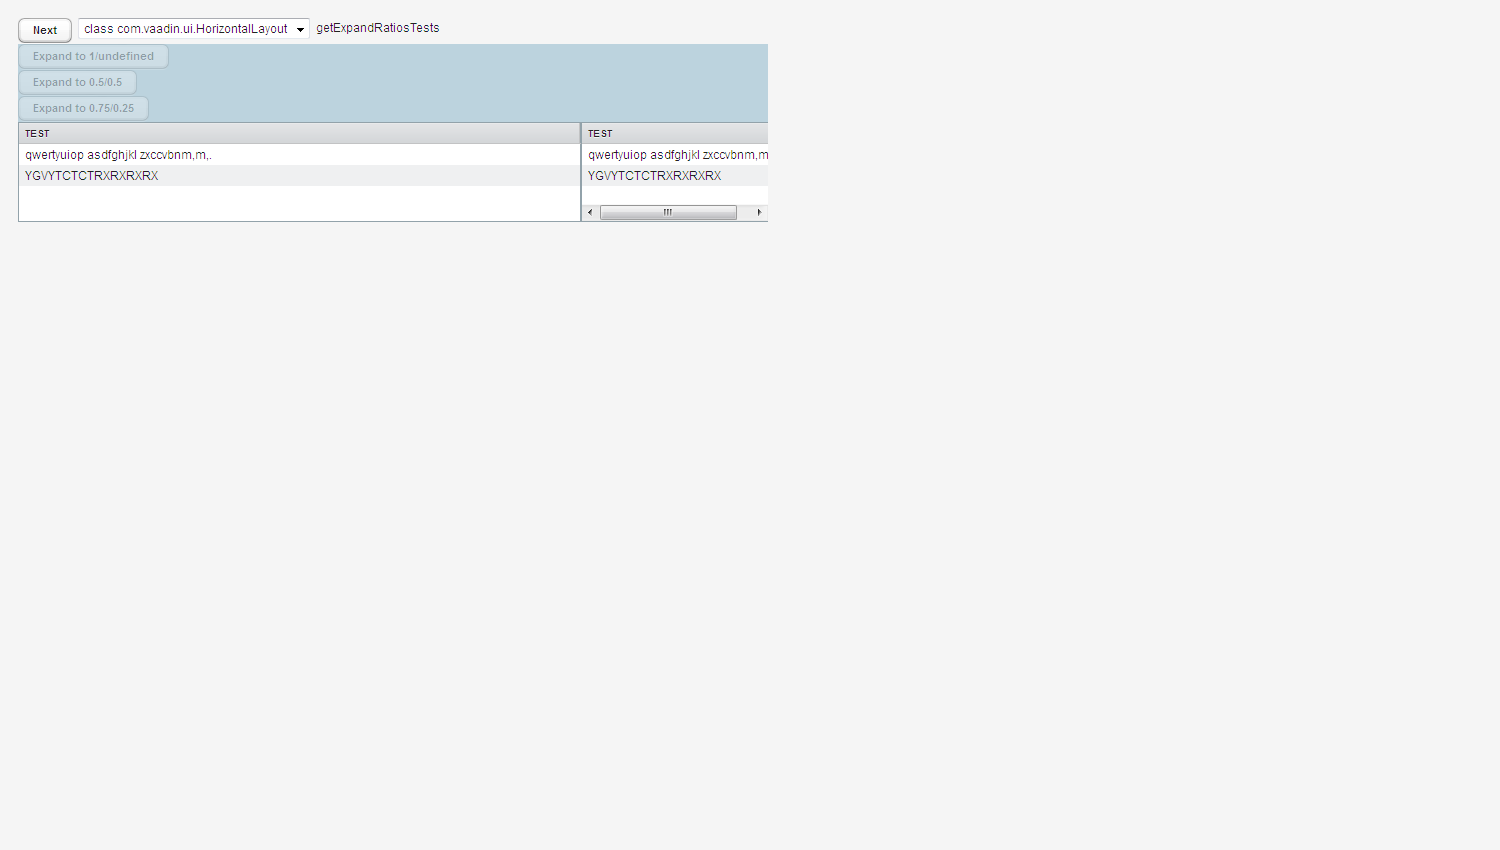 Next class com.vaadin.ui.HorizontalLayout getExpandRatiosTests
Expand to 1/undefined
Expand to 0.5/0.5
Expand to 0.75/0.25
TEST TEST
qwertyuiop asdfghjkl zxccvbnm,m,. qwertyuiop asdfghjkl zxccvbnm,m
YGVYTCTCTRXRXRXRX YGVYTCTCTRXRXRXRX